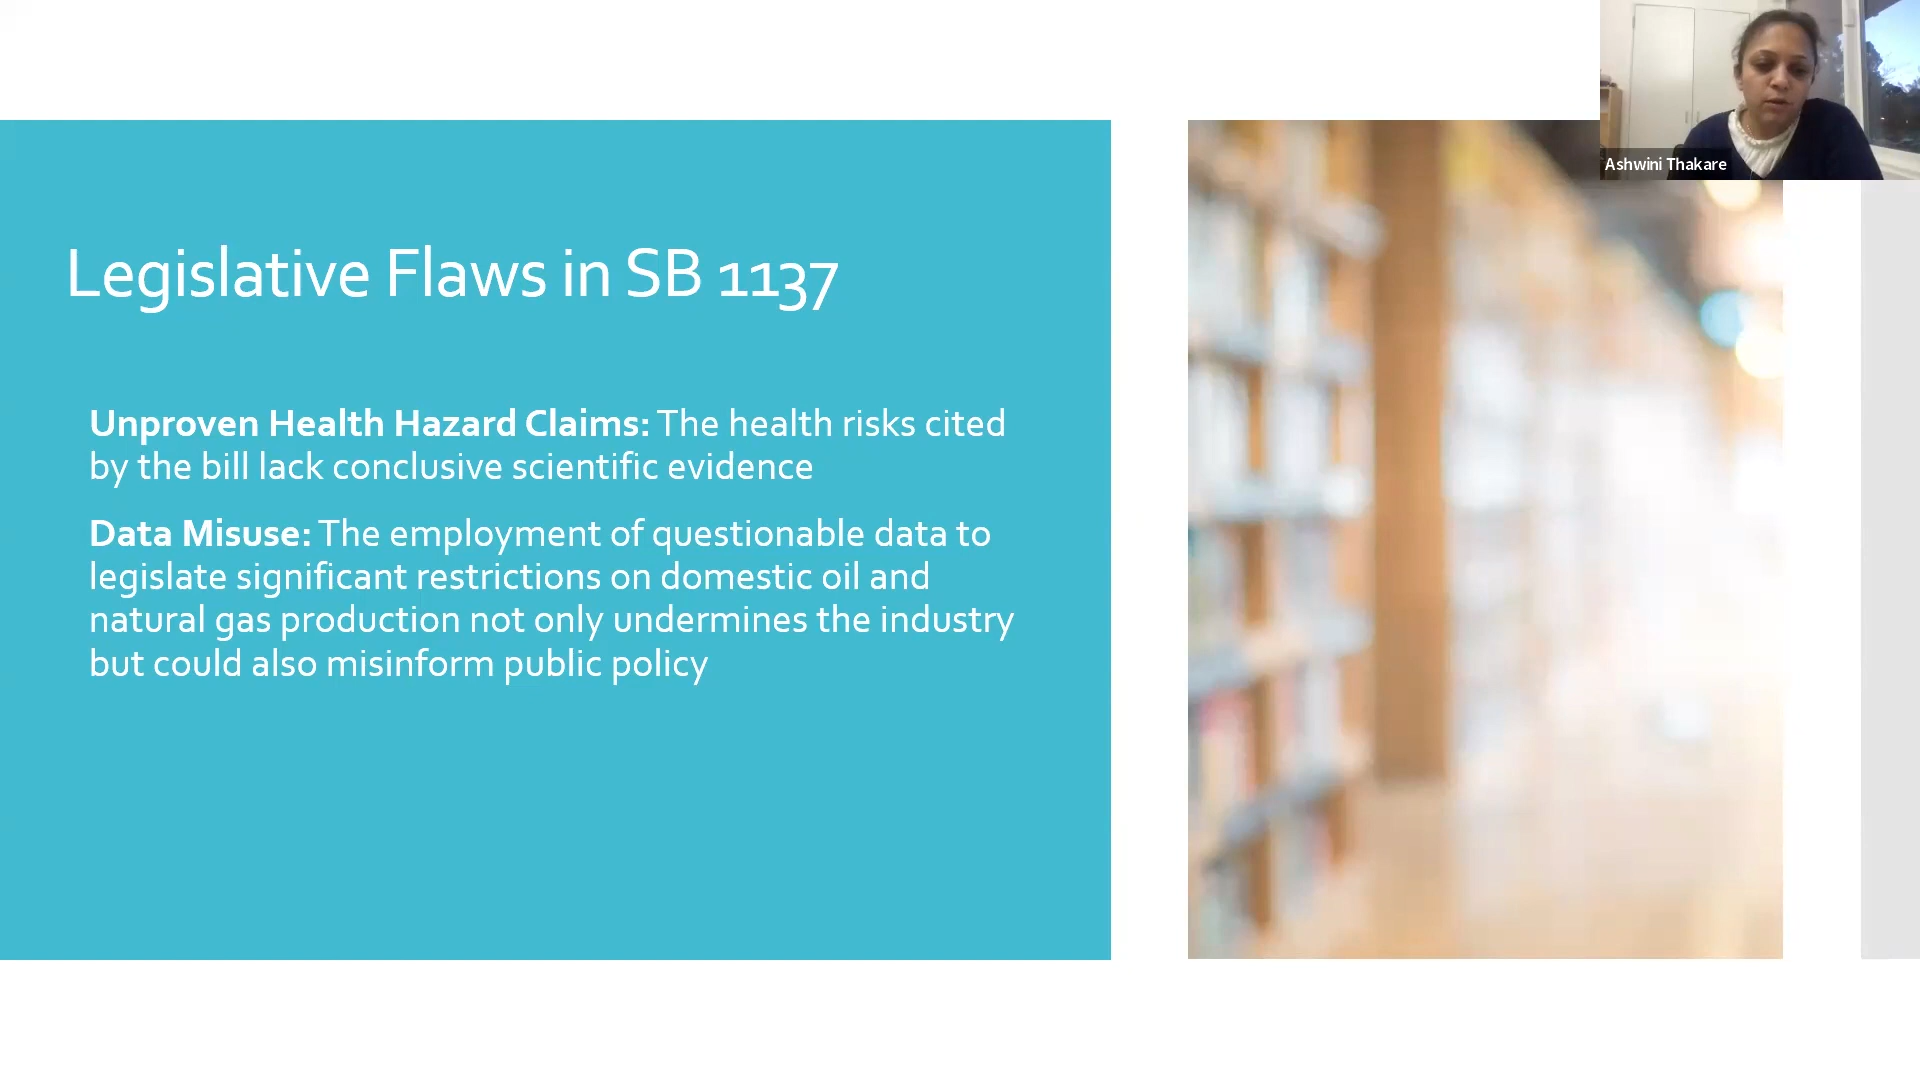 Ashwini Thakare
Legislative Flaws in SB 1137
Unproven Health Hazard Claims: The health risks cited
by the bill lack conclusive scientific evidence
Data Misuse: The employment of questionable data to
legislate significant restrictions on domestic oil and
natural gas production not only undermines the industry
but could also misinform public policy